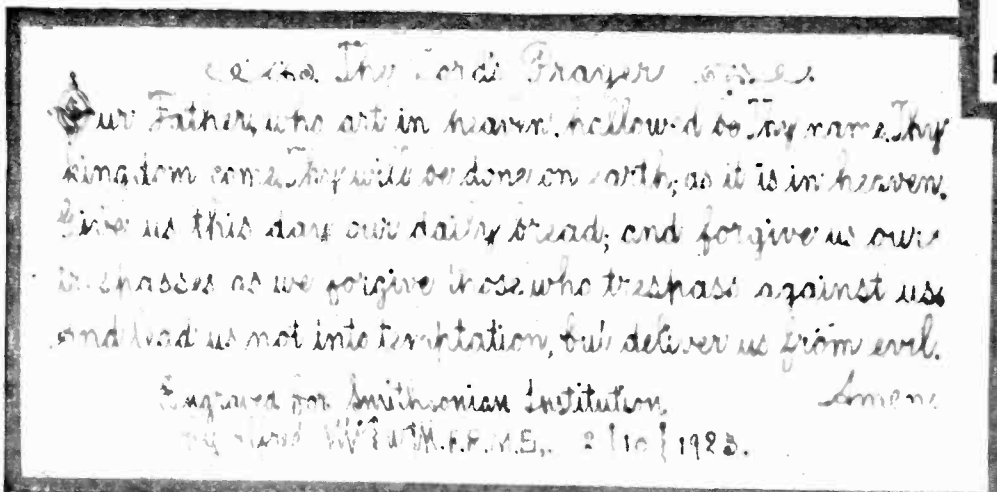 The Lord's Prayer
Our Father, who art in heaven, hallowed be Thy name. Thy
kingdom come. Thy will be done on earth, as it is in heaven.
Give us this day our daily bread; and forgive us our
trespasses as we forgive those who trespass against us.
and lead us not into temptation, but deliver us from evil.
Amen
Engraved for Smithsonian Institution
F.R.M.S. 2 10 1923.